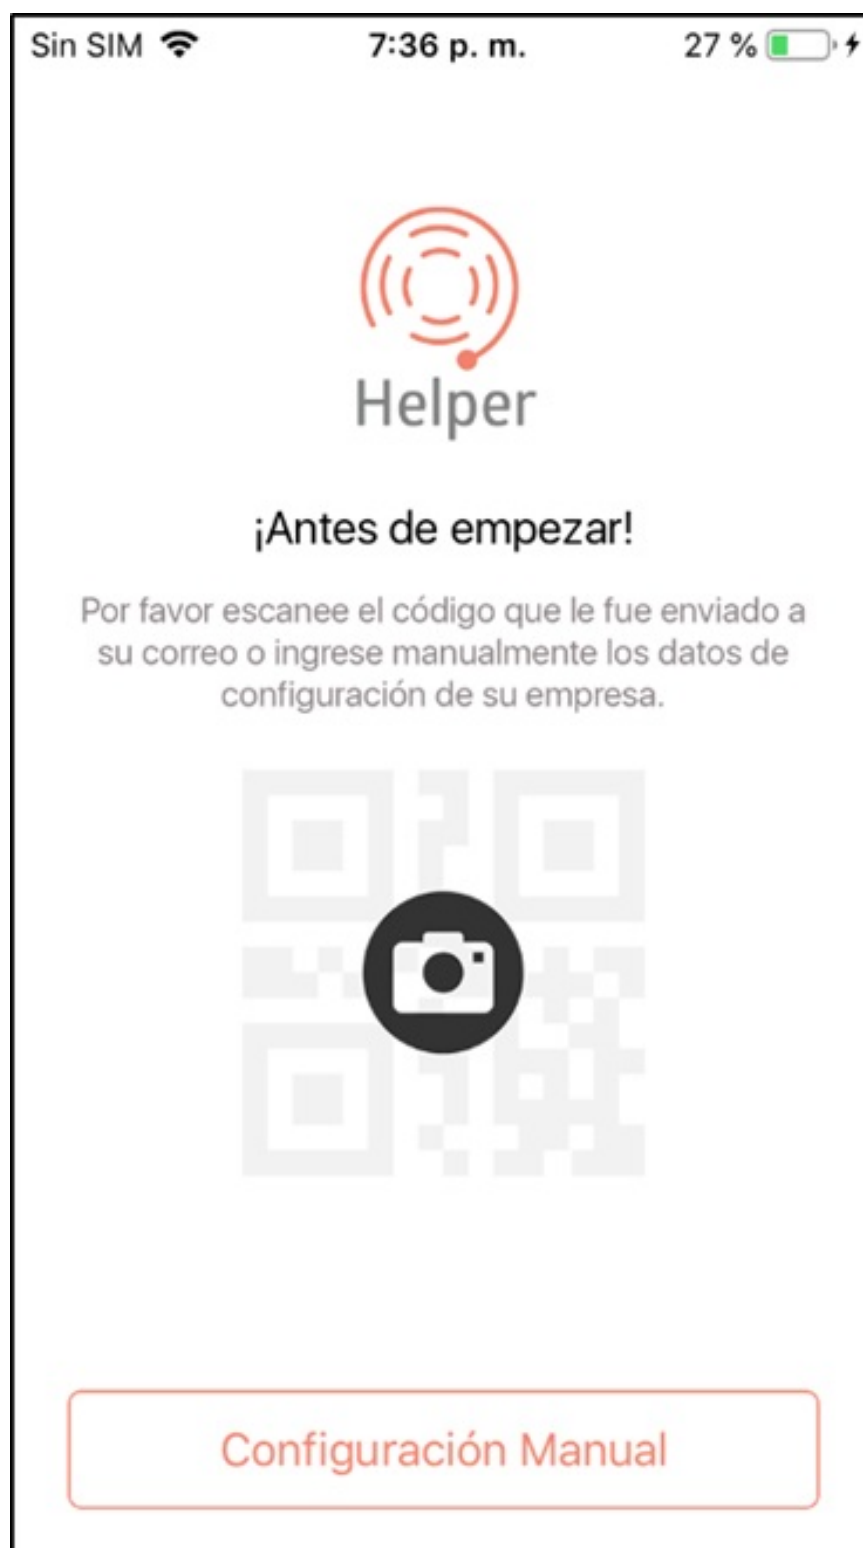 Sin SIM 7:36 p. m. 27 %
Helper
¡Antes de empezar!
Por favor escanee el código que le fue enviado a
su correo o ingrese manualmente los datos de
configuración de su empresa.
Configuración Manual